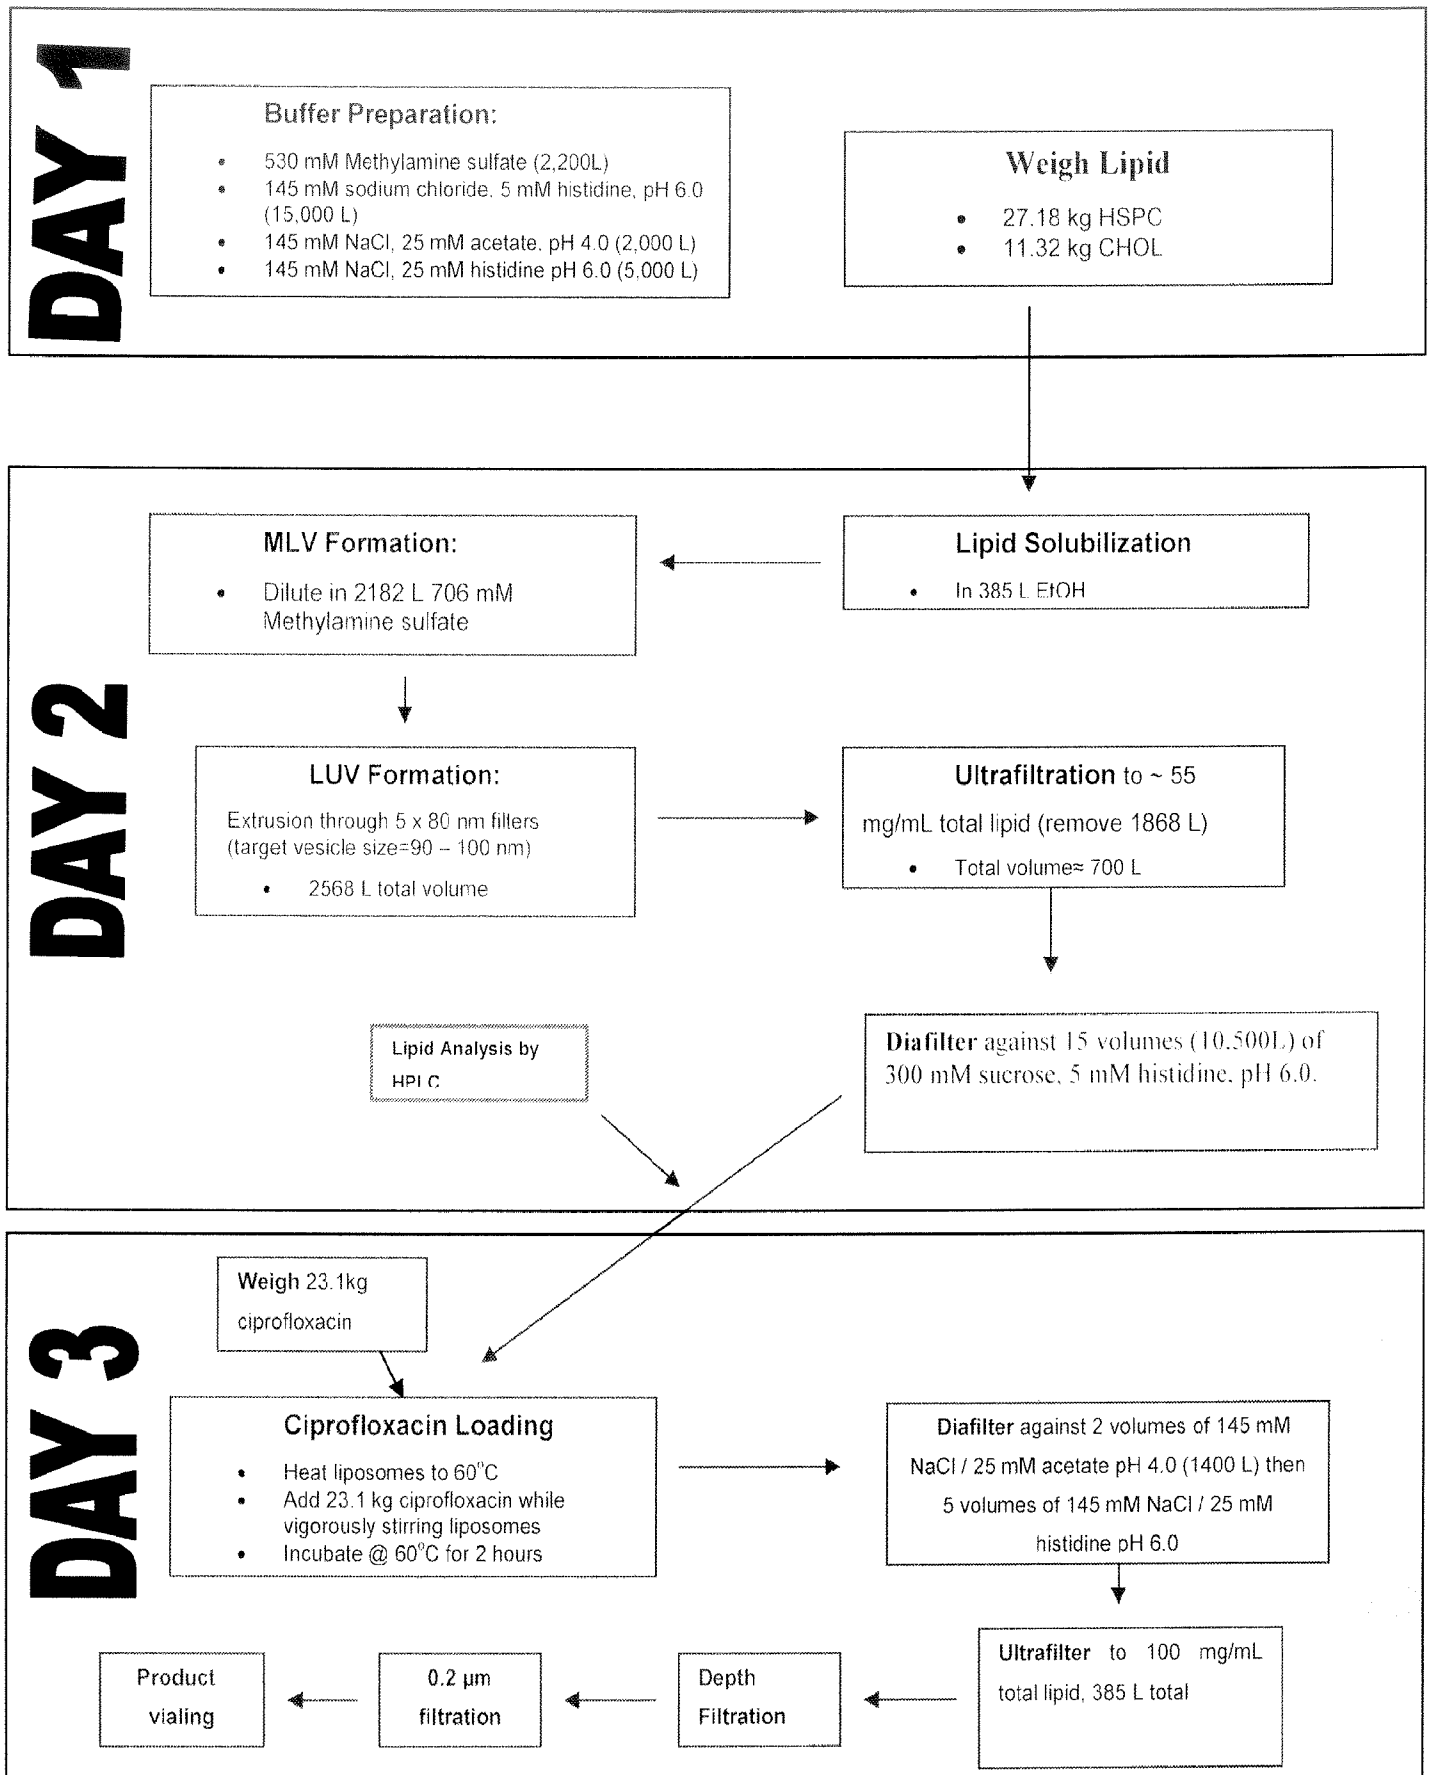 DAY 1
Buffer Preparation:
• 530 mM Methylamine sulfate (2,200L)
• 145 mM sodium chloride, 5 mM histidine, pH 6.0
(15,000 L)
• 145 mM NaCl, 25 mM acetate, pH 4.0 (2,000 L)
• 145 mM NaCl, 25 mM histidine pH 6.0 (5,000 L)
Weigh Lipid
• 27.18 kg HSPC
• 11.32 kg CHOL
DAY 2
MLV Formation:
• Dilute in 2182 L 706 mM
Methylamine sulfate
Lipid Solubilization
• In 385 L EtOH
LUV Formation:
Extrusion through 5 x 80 nm fillers
(target vesicle size=90 – 100 nm)
• 2568 L total volume
Ultrafiltration to ~ 55
mg/mL total lipid (remove 1868 L)
• Total volume≈ 700 L
Lipid Analysis by
HPLC
Diafilter against 15 volumes (10,500L) of
300 mM sucrose, 5 mM histidine, pH 6.0.
DAY 3
Weigh 23.1kg
ciprofloxacin
Ciprofloxacin Loading
• Heat liposomes to 60°C
• Add 23.1 kg ciprofloxacin while
vigorously stirring liposomes
• Incubate @ 60°C for 2 hours
Diafilter against 2 volumes of 145 mM
NaCl / 25 mM acetate pH 4.0 (1400 L) then
5 volumes of 145 mM NaCl / 25 mM
histidine pH 6.0
Ultrafilter to 100 mg/mL
total lipid, 385 L total
Depth
Filtration
0.2 µm
filtration
Product
vialing